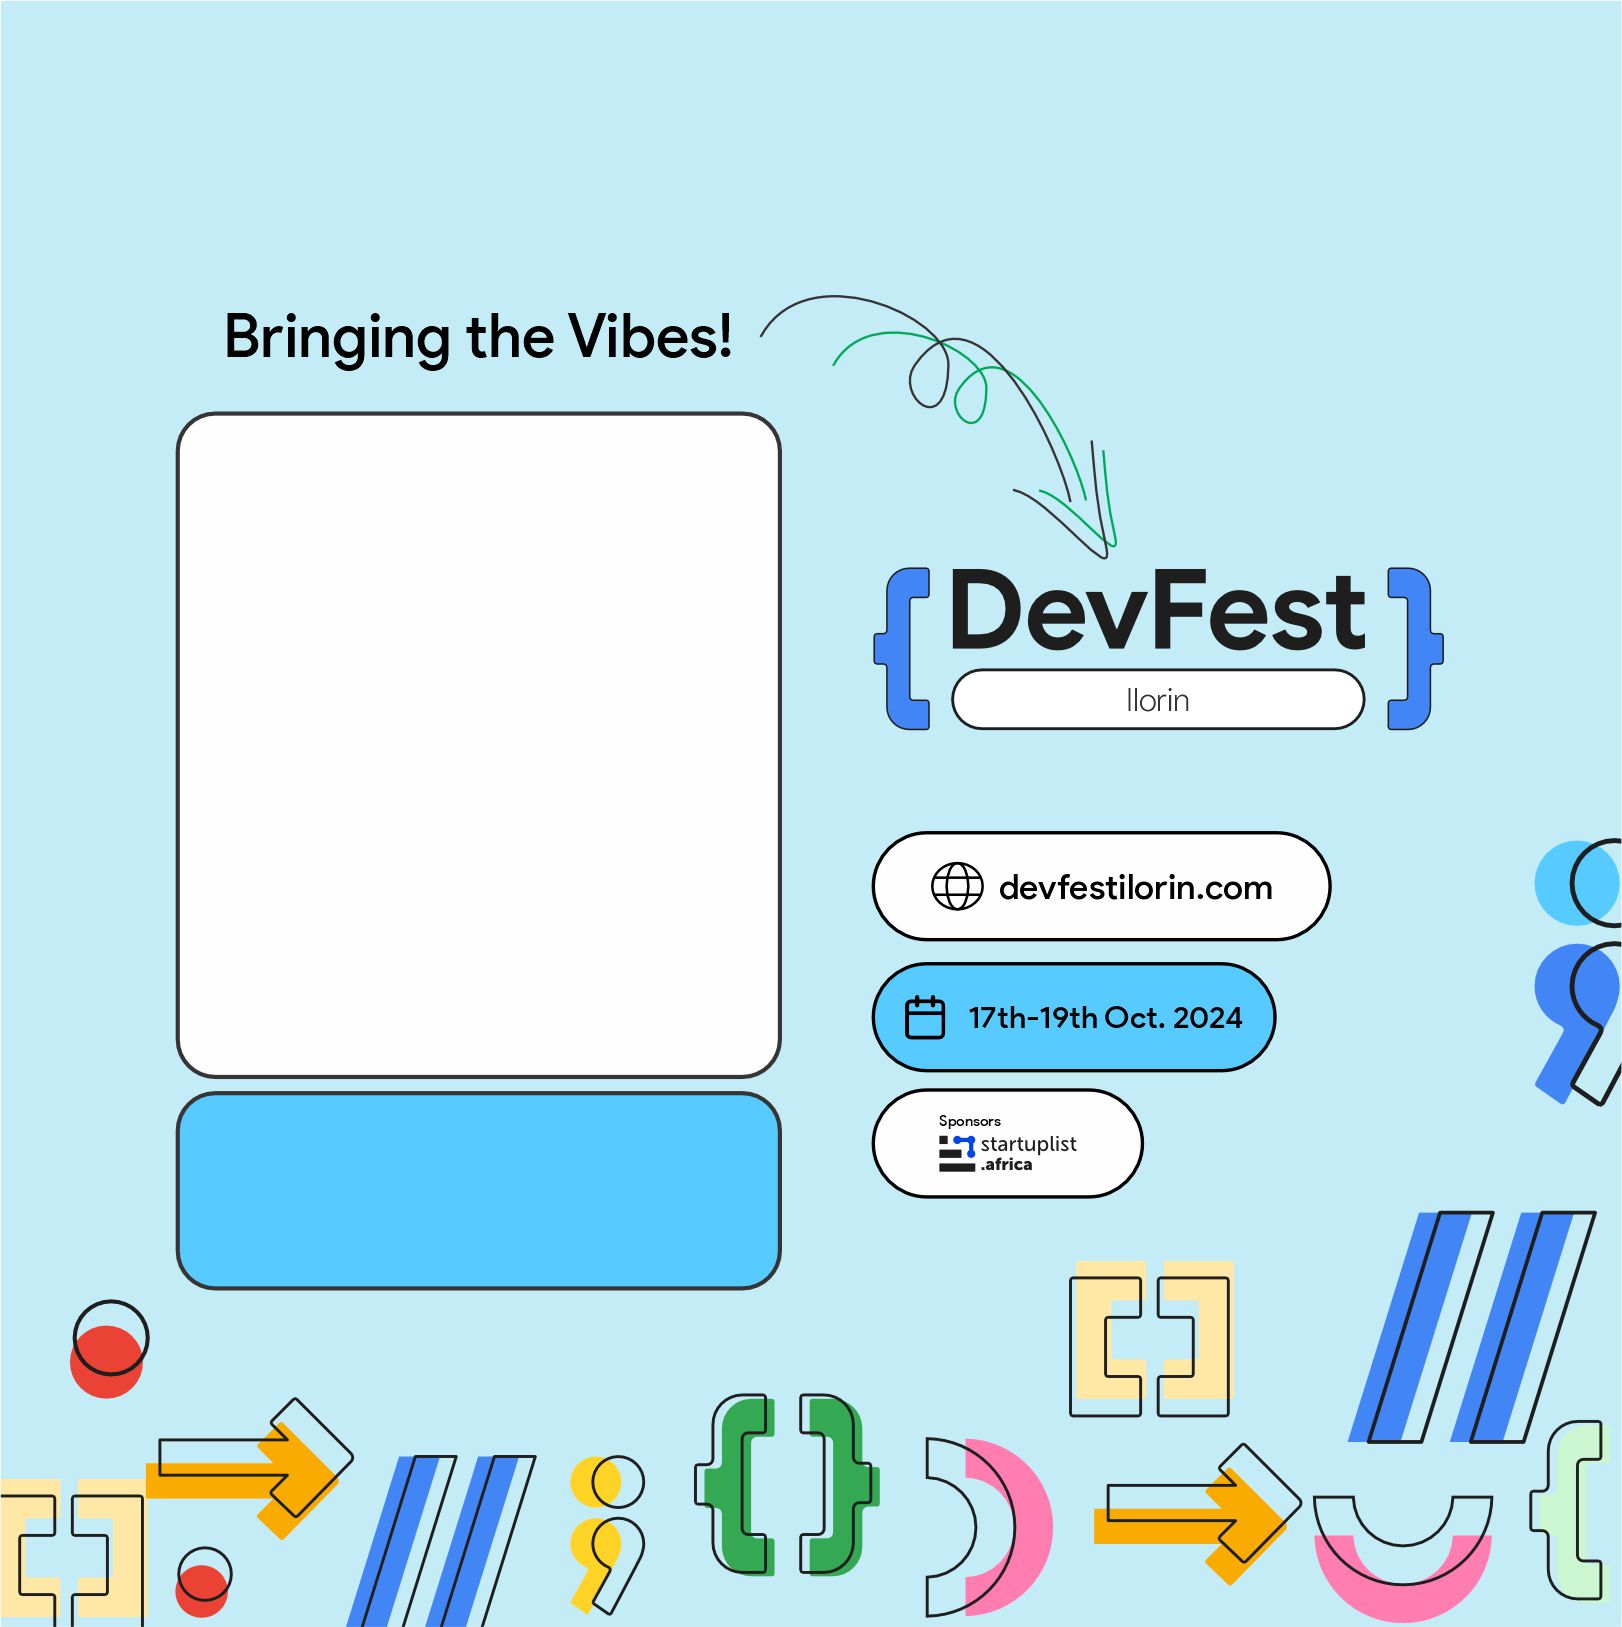 Bringing the Vibes!
DevFest
Ilorin
devfestilorin.com
17th-19th Oct. 2024
Sponsors
startuplist
.africa